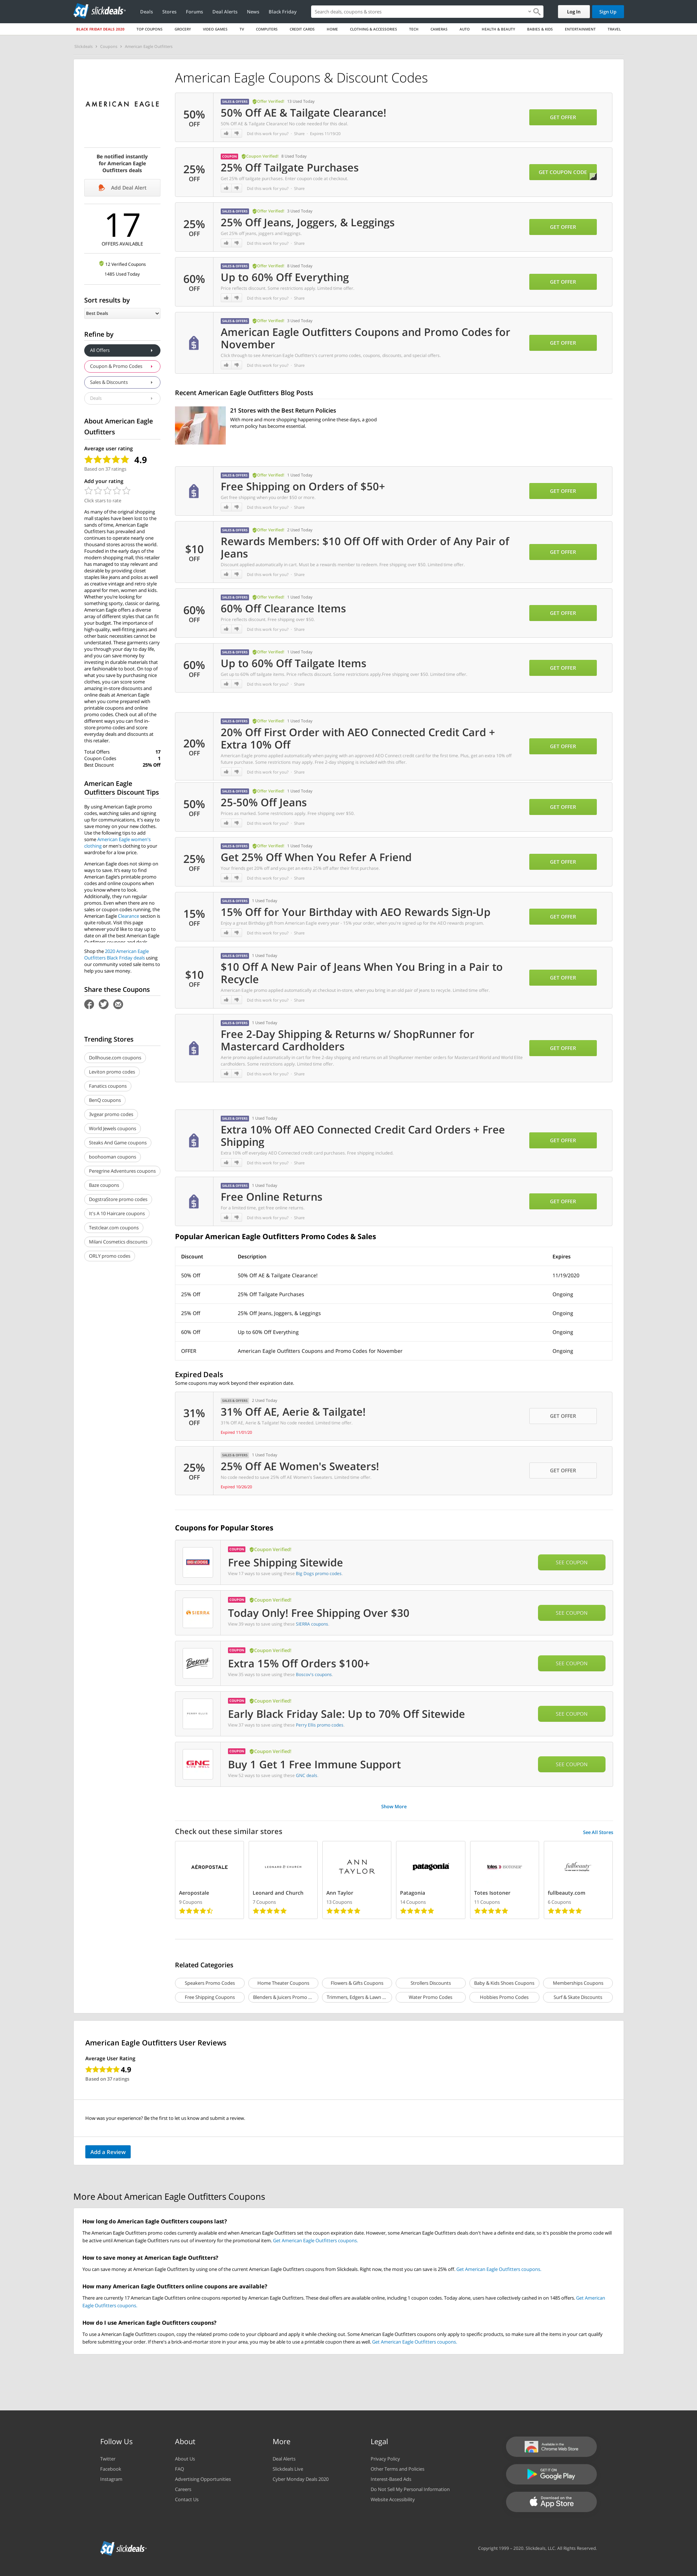 slickdeals
Deals
Stores
Forums
Deal Alerts
News
Black Friday
Search deals, coupons & stores
Log In
Sign Up
BLACK FRIDAY DEALS 2020
TOP COUPONS
GROCERY
VIDEO GAMES
TV
COMPUTERS
CREDIT CARDS
HOME
CLOTHING & ACCESSORIES
TECH
CAMERAS
AUTO
HEALTH & BEAUTY
BABIES & KIDS
ENTERTAINMENT
TRAVEL
Slickdeals > Coupons > American Eagle Outfitters
AMERICAN EAGLE
Be notified instantly
for American Eagle
Outfitters deals
Add Deal Alert
17
OFFERS AVAILABLE
12 Verified Coupons
1485 Used Today
Sort results by
Best Deals
Refine by
All Offers
Coupon & Promo Codes
Sales & Discounts
Deals
About American Eagle
Outfitters
Average user rating
4.9
Based on 37 ratings
Add your rating
Click stars to rate
As many of the original shopping
mall staples have been lost to the
sands of time, American Eagle
Outfitters has prevailed and
continues to operate nearly one
thousand stores across the world.
Founded in the early days of the
modern shopping mall, this retailer
has managed to stay relevant and
desirable by providing closet
staples like jeans and polos as well
as creative vintage and retro style
apparel for men, women and kids.
Whether you're looking for
something sporty, classic or daring,
American Eagle offers a diverse
array of different styles that can fit
your budget. The importance of
high-quality, well-fitting jeans and
other basic necessities cannot be
understated. These garments carry
you through your day to day life,
and you can save money by
investing in durable materials that
are fashionable to boot. On top of
what you save by purchasing nice
clothes, you can score some
amazing in-store discounts and
online deals at American Eagle
when you come prepared with
printable coupons and online
promo codes. Check out all of the
different ways you can find in-
store promo codes and score
everyday deals and discounts at
this retailer.
Total Offers 17
Coupon Codes 1
Best Discount 25% Off
American Eagle
Outfitters Discount Tips
By using American Eagle promo
codes, watching sales and signing
up for communications, it's easy to
save money on your new clothes.
Use the following tips to add
some American Eagle women's
clothing or men's clothing to your
wardrobe for a low price.
American Eagle does not skimp on
ways to save. It's easy to find
American Eagle's printable promo
codes and online coupons when
you know where to look.
Additionally, they run regular
promos. Even when there are no
sales or coupon codes running, the
American Eagle Clearance section is
quite robust. Visit this page
whenever you'd like to stay up to
date on all the best American Eagle
Outfitters coupons and deals.
Shop the 2020 American Eagle
Outfitters Black Friday deals using
our community voted sale items to
help you save money.
Share these Coupons
Trending Stores
Dollhouse.com coupons
Leviton promo codes
Fanatics coupons
BenQ coupons
3vgear promo codes
World Jewels coupons
Steaks And Game coupons
boohooman coupons
Peregrine Adventures coupons
Baze coupons
DogstraStore promo codes
It's A 10 Haircare coupons
Testclear.com coupons
Milani Cosmetics discounts
ORLY promo codes
American Eagle Coupons & Discount Codes
50% OFF
SALES & OFFERS Offer Verified! 13 Used Today
50% Off AE & Tailgate Clearance!
50% Off AE & Tailgate Clearance! No code needed for this deal.
Did this work for you? · Share · Expires 11/19/20
GET OFFER
25% OFF
COUPON Coupon Verified! 8 Used Today
25% Off Tailgate Purchases
Get 25% off tailgate purchases. Enter coupon code at checkout.
Did this work for you? · Share
GET COUPON CODE
25% OFF
SALES & OFFERS Offer Verified! 3 Used Today
25% Off Jeans, Joggers, & Leggings
Get 25% off jeans, joggers and leggings.
Did this work for you? · Share
GET OFFER
60% OFF
SALES & OFFERS Offer Verified! 8 Used Today
Up to 60% Off Everything
Price reflects discount. Some restrictions apply. Limited time offer.
Did this work for you? · Share
GET OFFER
SALES & OFFERS Offer Verified! 3 Used Today
American Eagle Outfitters Coupons and Promo Codes for
November
Click through to see American Eagle Outfitters's current promo codes, coupons, discounts, and special offers.
Did this work for you? · Share
GET OFFER
Recent American Eagle Outfitters Blog Posts
21 Stores with the Best Return Policies
With more and more shopping happening online these days, a good
return policy has become essential.
SALES & OFFERS Offer Verified! 1 Used Today
Free Shipping on Orders of $50+
Get free shipping when you order $50 or more.
Did this work for you? · Share
GET OFFER
$10 OFF
SALES & OFFERS Offer Verified! 2 Used Today
Rewards Members: $10 Off Off with Order of Any Pair of
Jeans
Discount applied automatically in cart. Must be a rewards member to redeem. Free shipping over $50. Limited time offer.
Did this work for you? · Share
GET OFFER
60% OFF
SALES & OFFERS Offer Verified! 1 Used Today
60% Off Clearance Items
Price reflects discount. Free shipping over $50.
Did this work for you? · Share
GET OFFER
60% OFF
SALES & OFFERS Offer Verified! 1 Used Today
Up to 60% Off Tailgate Items
Get up to 60% off tailgate items. Price reflects discount. Some restrictions apply. Free shipping over $50. Limited time offer.
Did this work for you? · Share
GET OFFER
20% OFF
SALES & OFFERS Offer Verified! 1 Used Today
20% Off First Order with AEO Connected Credit Card +
Extra 10% Off
American Eagle promo applied automatically when paying with an approved AEO Connect credit card for the first time. Plus, get an extra 10% off
future purchase. Some restrictions may apply. Free 2-day shipping is included with this offer.
Did this work for you? · Share
GET OFFER
50% OFF
SALES & OFFERS Offer Verified! 1 Used Today
25-50% Off Jeans
Prices as marked. Some restrictions apply. Free shipping over $50.
Did this work for you? · Share
GET OFFER
25% OFF
SALES & OFFERS Offer Verified! 1 Used Today
Get 25% Off When You Refer A Friend
Your friends get 20% off and you get an extra 25% off after their first purchase.
Did this work for you? · Share
GET OFFER
15% OFF
SALES & OFFERS 1 Used Today
15% Off for Your Birthday with AEO Rewards Sign-Up
Enjoy a great Birthday gift from American Eagle every year - 15% your order, when you're signed up for the AEO rewards program.
Did this work for you? · Share
GET OFFER
$10 OFF
SALES & OFFERS 1 Used Today
$10 Off A New Pair of Jeans When You Bring in a Pair to
Recycle
American Eagle promo applied automatically at checkout in store, when you bring in an old pair of jeans to recycle. Limited time offer.
Did this work for you? · Share
GET OFFER
SALES & OFFERS 1 Used Today
Free 2-Day Shipping & Returns w/ ShopRunner for
Mastercard Cardholders
Aerie promo applied automatically in cart for free 2-day shipping and returns on all ShopRunner member orders for Mastercard World and World Elite
cardholders. Some restrictions apply. Limited time offer.
Did this work for you? · Share
GET OFFER
SALES & OFFERS 1 Used Today
Extra 10% Off AEO Connected Credit Card Orders + Free
Shipping
Extra 10% off everyday AEO Connected credit card purchases. Free shipping included.
Did this work for you? · Share
GET OFFER
SALES & OFFERS 1 Used Today
Free Online Returns
For a limited time, get free online returns.
Did this work for you? · Share
GET OFFER
Popular American Eagle Outfitters Promo Codes & Sales
Discount Description Expires
50% Off 50% Off AE & Tailgate Clearance! 11/19/2020
25% Off 25% Off Tailgate Purchases Ongoing
25% Off 25% Off Jeans, Joggers, & Leggings Ongoing
60% Off Up to 60% Off Everything Ongoing
OFFER American Eagle Outfitters Coupons and Promo Codes for November Ongoing
Expired Deals
Some coupons may work beyond their expiration date.
31% OFF
SALES & OFFERS 2 Used Today
31% Off AE, Aerie & Tailgate!
31% Off AE, Aerie & Tailgate! No code needed. Limited time offer.
Expired 11/01/20
GET OFFER
25% OFF
SALES & OFFERS 1 Used Today
25% Off AE Women's Sweaters!
No code needed to save 25% off AE Women's Sweaters. Limited time offer.
Expired 10/26/20
GET OFFER
Coupons for Popular Stores
COUPON Coupon Verified!
Free Shipping Sitewide
View 17 ways to save using these Big Dogs promo codes.
SEE COUPON
SIERRA
COUPON Coupon Verified!
Today Only! Free Shipping Over $30
View 39 ways to save using these SIERRA coupons.
SEE COUPON
Boscov's
COUPON Coupon Verified!
Extra 15% Off Orders $100+
View 35 ways to save using these Boscov's coupons.
SEE COUPON
PERRY ELLIS
COUPON Coupon Verified!
Early Black Friday Sale: Up to 70% Off Sitewide
View 37 ways to save using these Perry Ellis promo codes.
SEE COUPON
GNC
LIVE WELL
COUPON Coupon Verified!
Buy 1 Get 1 Free Immune Support
View 52 ways to save using these GNC deals.
SEE COUPON
Show More
Check out these similar stores
See All Stores
AÉROPOSTALE
Aeropostale
9 Coupons
LEONARD & CHURCH
Leonard and Church
7 Coupons
ANN
TAYLOR
Ann Taylor
13 Coupons
patagonia
Patagonia
14 Coupons
totes ISOTONER
Totes Isotoner
11 Coupons
fullbeauty
fullbeauty.com
6 Coupons
Related Categories
Speakers Promo Codes
Home Theater Coupons
Flowers & Gifts Coupons
Strollers Discounts
Baby & Kids Shoes Coupons
Memberships Coupons
Free Shipping Coupons
Blenders & Juicers Promo ...
Trimmers, Edgers & Lawn ...
Water Promo Codes
Hobbies Promo Codes
Surf & Skate Discounts
American Eagle Outfitters User Reviews
Average User Rating
4.9
Based on 37 ratings
How was your experience? Be the first to let us know and submit a review.
Add a Review
More About American Eagle Outfitters Coupons
How long do American Eagle Outfitters coupons last?
The American Eagle Outfitters promo codes currently available end when American Eagle Outfitters set the coupon expiration date. However, some American Eagle Outfitters deals don't have a definite end date, so it's possible the promo code will
be active until American Eagle Outfitters runs out of inventory for the promotional item. Get American Eagle Outfitters coupons.
How to save money at American Eagle Outfitters?
You can save money at American Eagle Outfitters by using one of the current American Eagle Outfitters coupons from Slickdeals. Right now, the most you can save is 25% off. Get American Eagle Outfitters coupons.
How many American Eagle Outfitters online coupons are available?
There are currently 17 American Eagle Outfitters online coupons reported by American Eagle Outfitters. These deal offers are available online, including 1 coupon codes. Today alone, users have collectively cashed in on 1485 offers. Get American
Eagle Outfitters coupons.
How do I use American Eagle Outfitters coupons?
To use a American Eagle Outfitters coupon, copy the related promo code to your clipboard and apply it while checking out. Some American Eagle Outfitters coupons only apply to specific products, so make sure all the items in your cart qualify
before submitting your order. If there's a brick-and-mortar store in your area, you may be able to use a printable coupon there as well. Get American Eagle Outfitters coupons.
Follow Us
Twitter
Facebook
Instagram
About
About Us
FAQ
Advertising Opportunities
Careers
Contact Us
More
Deal Alerts
Slickdeals Live
Cyber Monday Deals 2020
Legal
Privacy Policy
Other Terms and Policies
Interest-Based Ads
Do Not Sell My Personal Information
Website Accessibility
Available in the
Chrome Web Store
GET IT ON
Google Play
Download on the
App Store
slickdeals
Copyright 1999 - 2020. Slickdeals, LLC. All Rights Reserved.